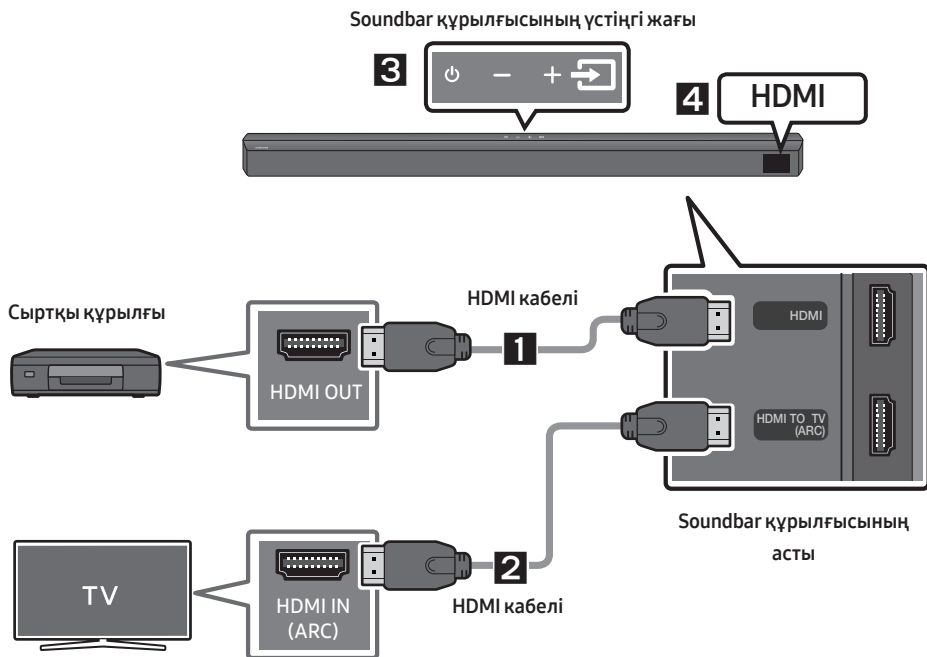 Soundbar құрылғысының үстіңгі жағы
3
4
HDMI
Сыртқы құрылғы
HDMI OUT
HDMI кабелі
1
HDMI
HDMI TO TV
(ARC)
Soundbar құрылғысының
асты
TV
HDMI IN
(ARC)
2
HDMI кабелі